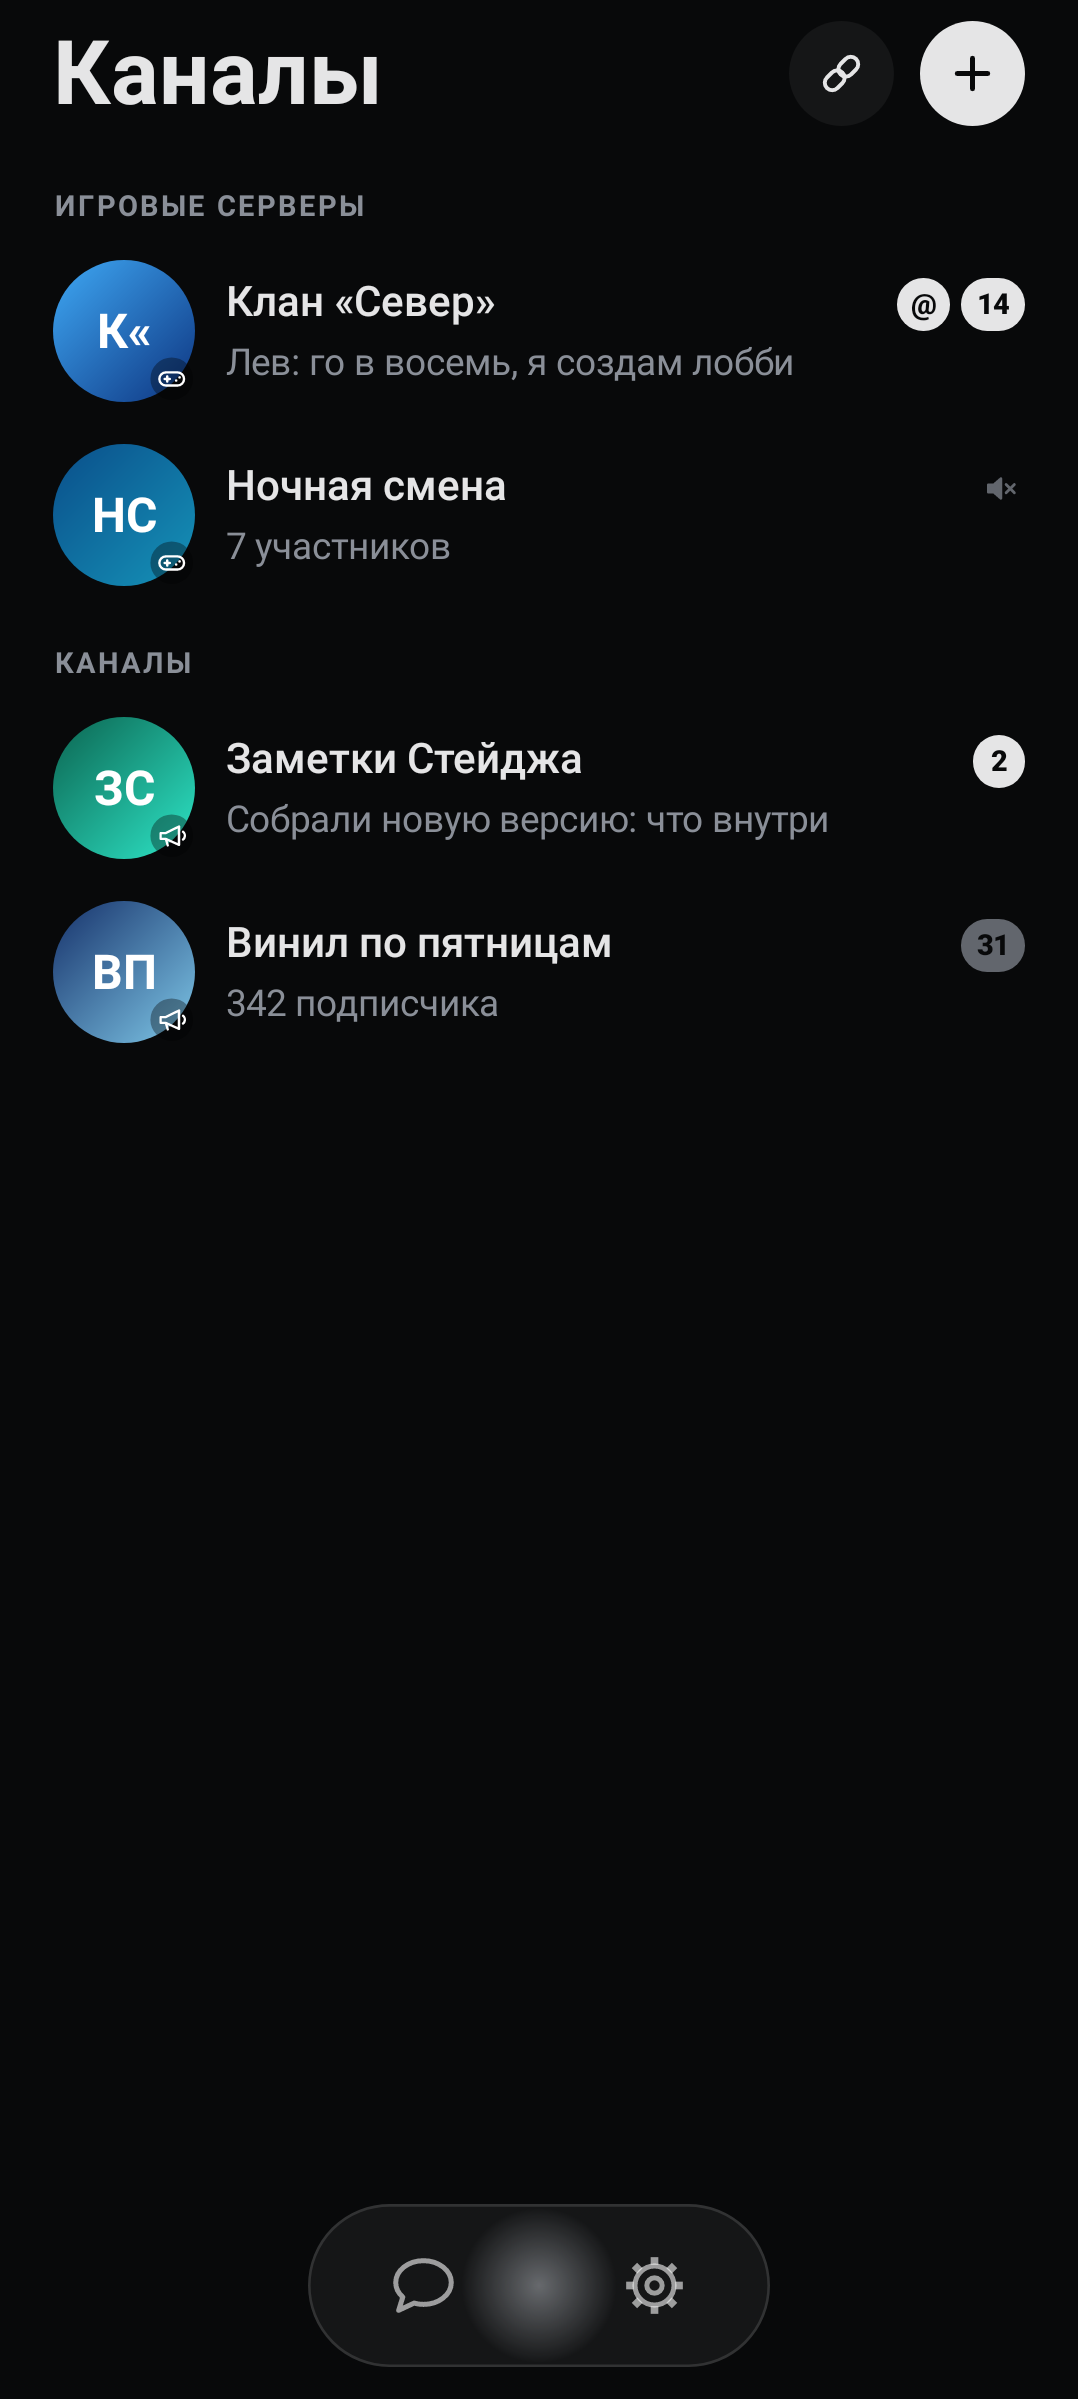 Каналы
ИГРОВЫЕ СЕРВЕРЫ
К«
Клан «Север»
@ 14
Лев: го в восемь, я создам лобби
НС
Ночная смена
7 участников
КАНАЛЫ
ЗС
Заметки Стейджа
2
Собрали новую версию: что внутри
ВП
Винил по пятницам
31
342 подписчика